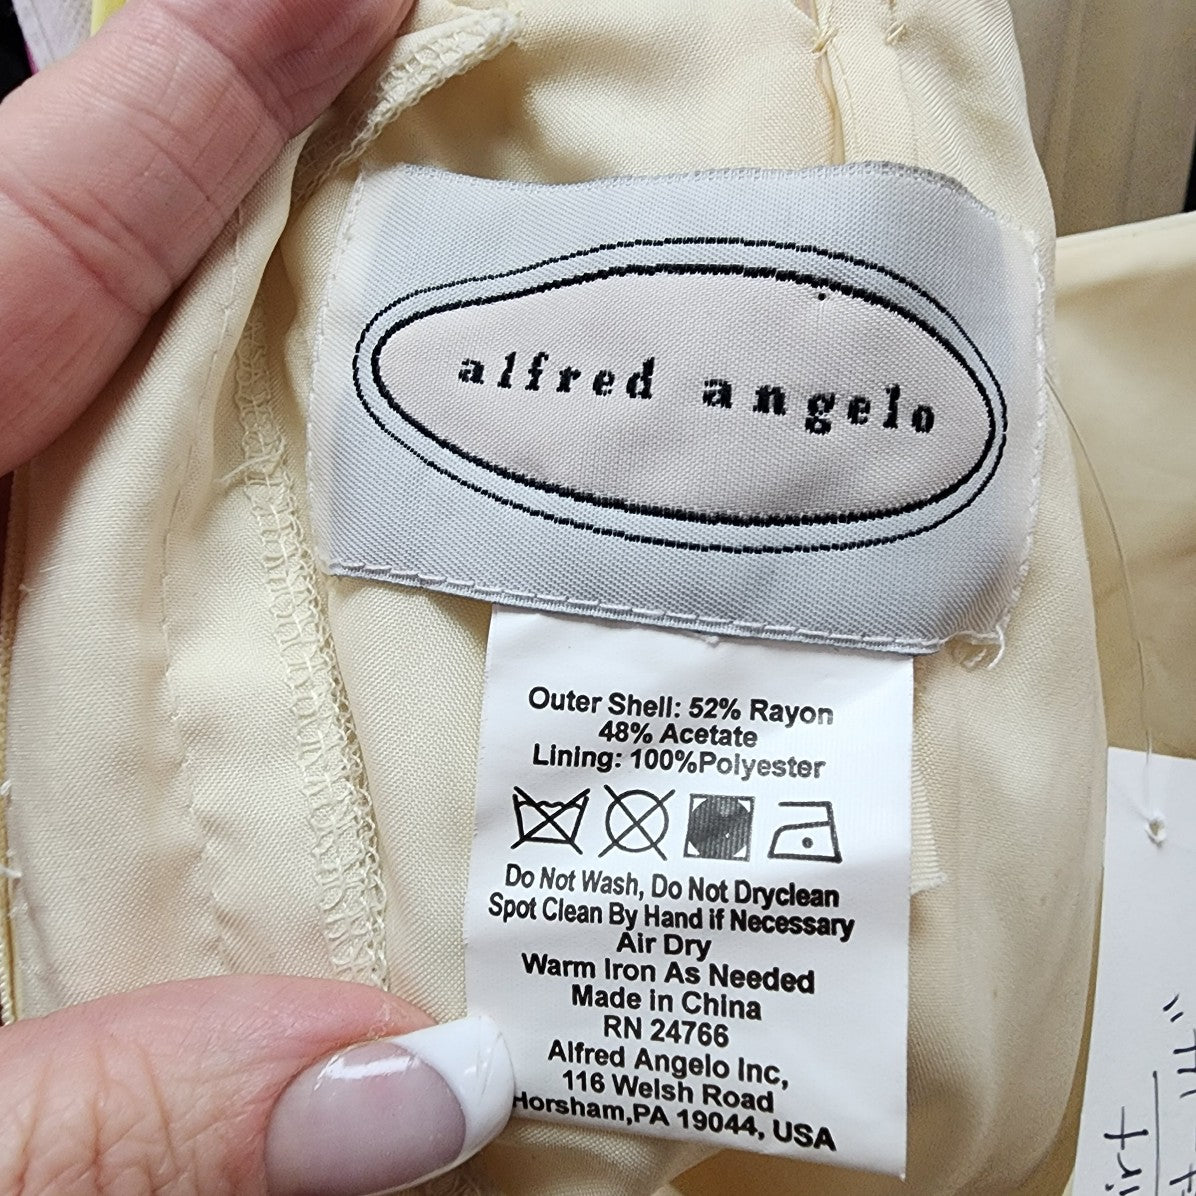 alfred angelo
Outer Shell: 52% Rayon
48% Acetate
Lining: 100%Polyester
Do Not Wash, Do Not Dryclean
Spot Clean By Hand if Necessary
Air Dry
Warm Iron As Needed
Made in China
RN 24766
Alfred Angelo Inc,
116 Welsh Road
Horsham,PA 19044, USA
14"